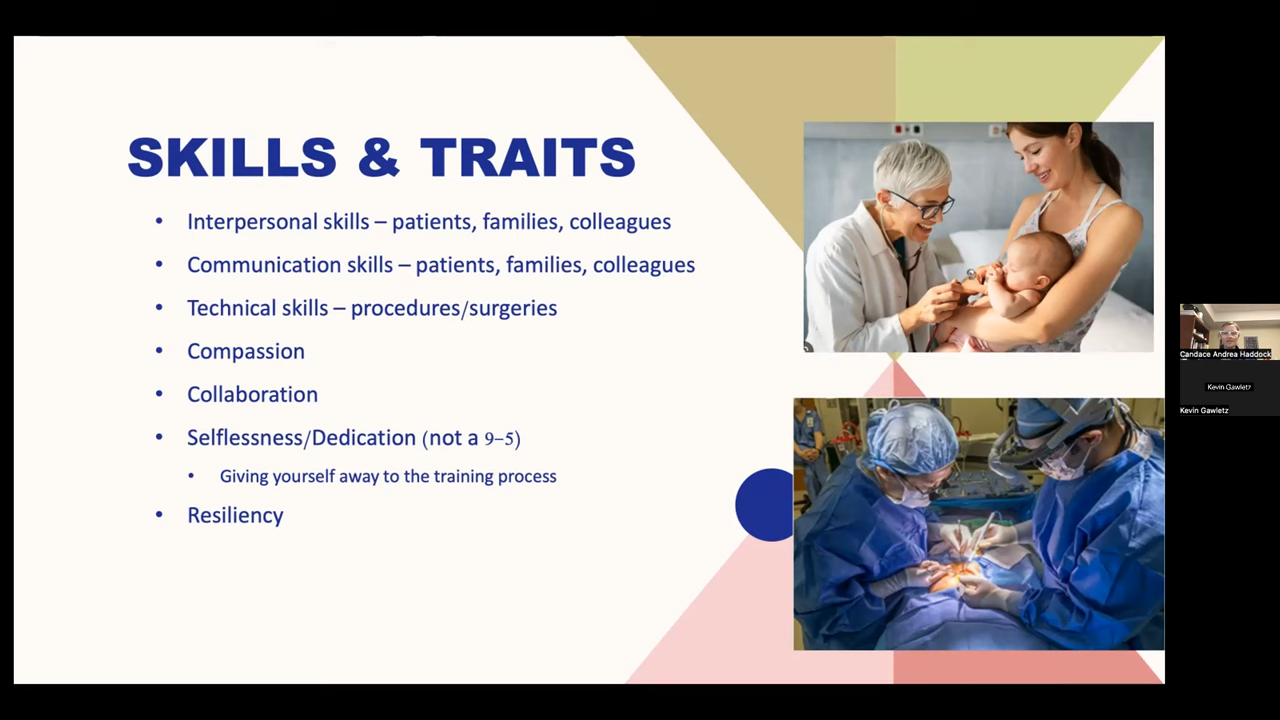 SKILLS & TRAITS
• Interpersonal skills – patients, families, colleagues
• Communication skills – patients, families, colleagues
• Technical skills – procedures/surgeries
• Compassion
• Collaboration
• Selflessness/Dedication (not a 9–5)
• Giving yourself away to the training process
• Resiliency
Candace Andrea Haddock
Kevin Gawletz
Kevin Gawletz